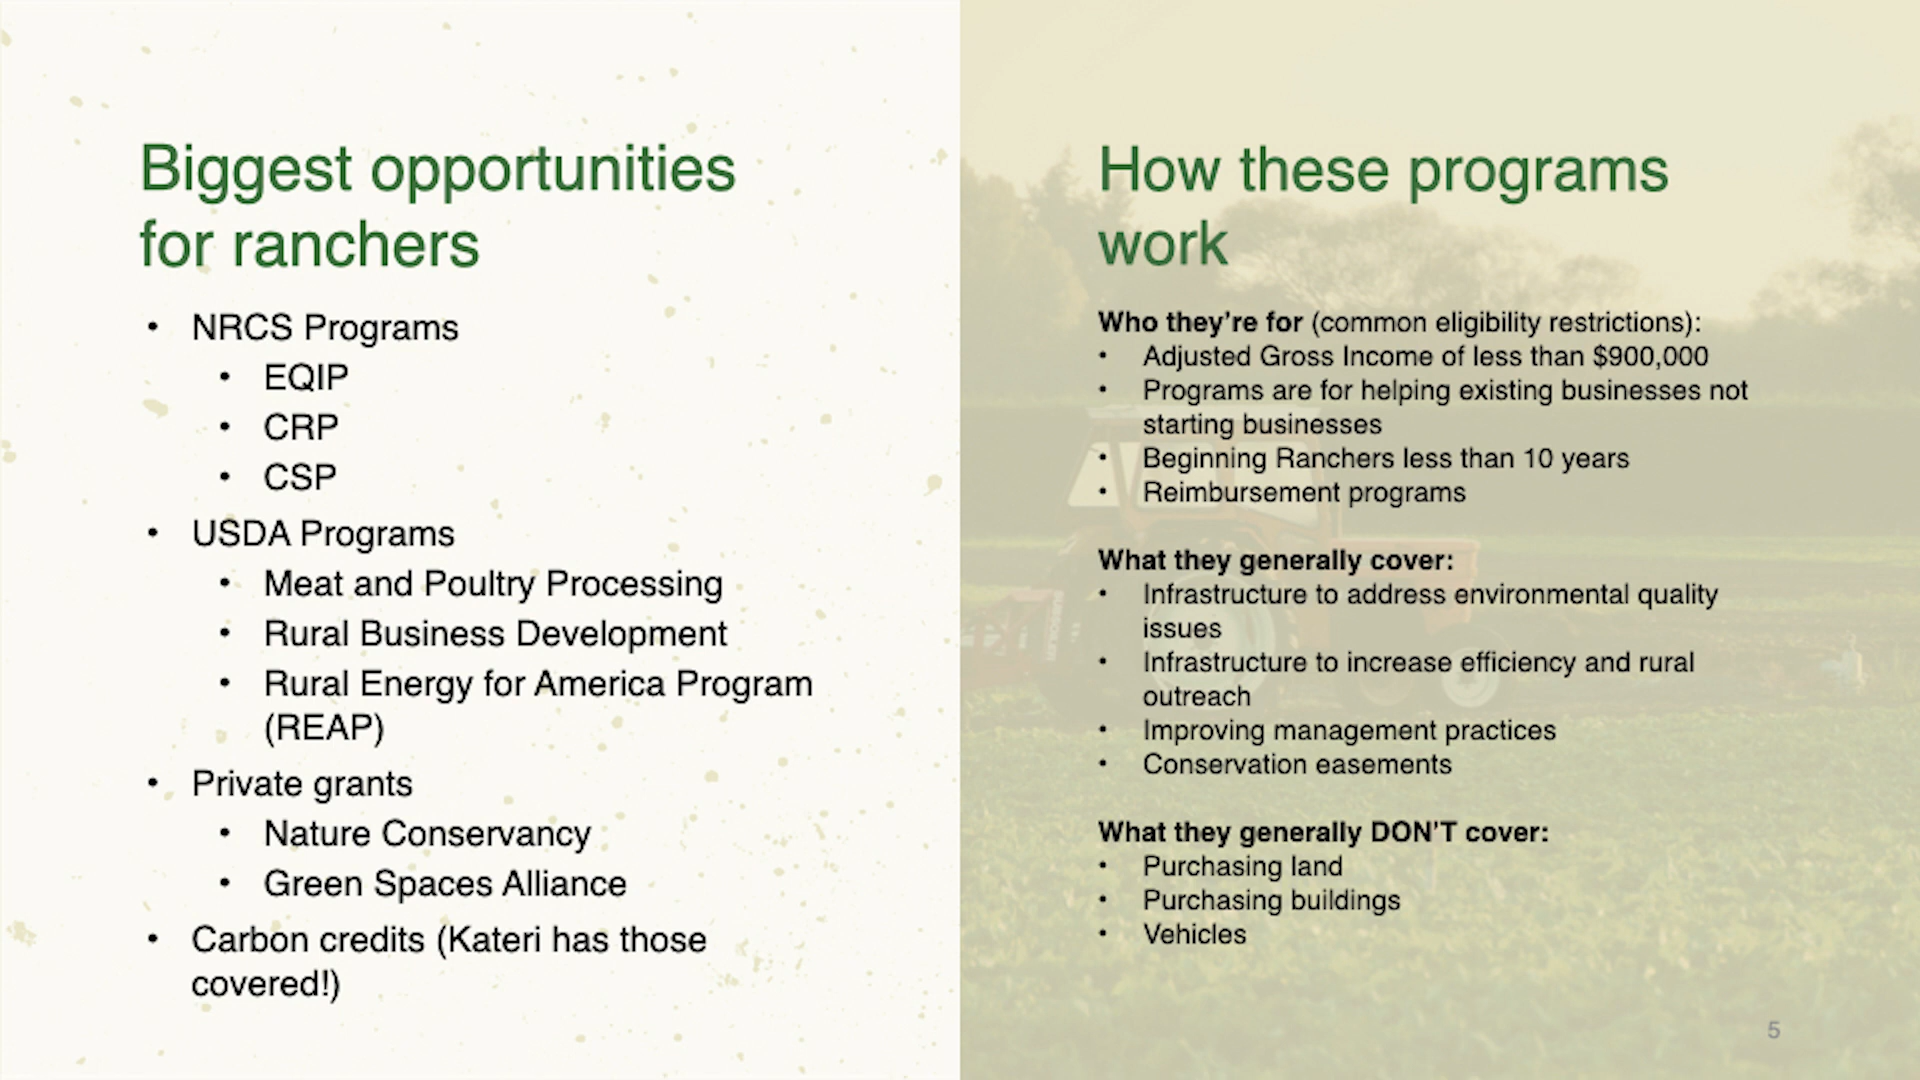 Biggest opportunities
for ranchers
• NRCS Programs
• EQIP
• CRP
• CSP
• USDA Programs
• Meat and Poultry Processing
• Rural Business Development
• Rural Energy for America Program
(REAP)
• Private grants
• Nature Conservancy
• Green Spaces Alliance
• Carbon credits (Kateri has those
covered!)
How these programs
work
Who they're for (common eligibility restrictions):
• Adjusted Gross Income of less than $900,000
• Programs are for helping existing businesses not
starting businesses
• Beginning Ranchers less than 10 years
• Reimbursement programs
What they generally cover:
• Infrastructure to address environmental quality
issues
• Infrastructure to increase efficiency and rural
outreach
• Improving management practices
• Conservation easements
What they generally DON'T cover:
• Purchasing land
• Purchasing buildings
• Vehicles
5